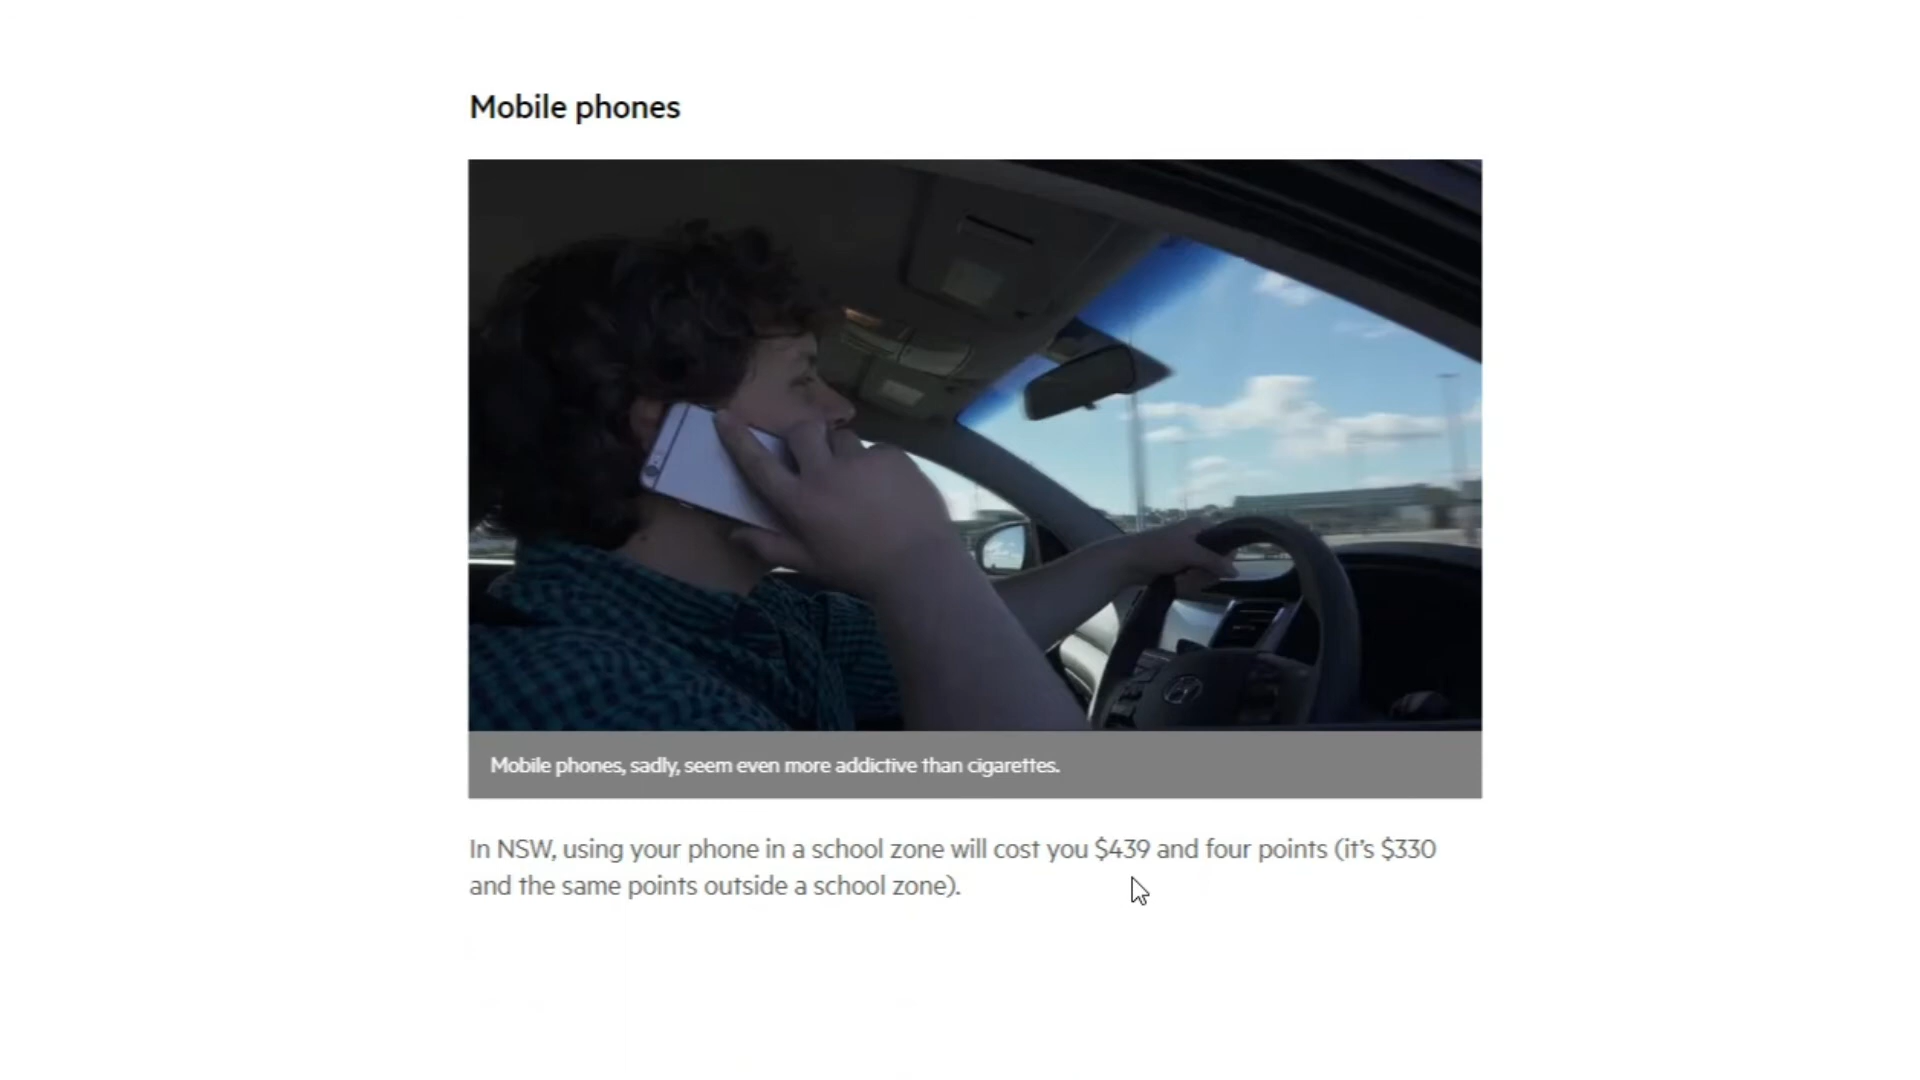 Mobile phones
Mobile phones, sadly, seem even more addictive than cigarettes.
In NSW, using your phone in a school zone will cost you $439 and four points (it's $330
and the same points outside a school zone).